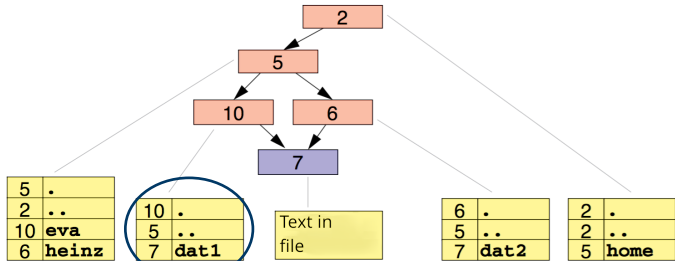 2
5
10 6
7
5 .
2 ..
10 eva
6 heinz
10 .
5 ..
7 dat1
Text in
file
6 .
5 ..
7 dat2
2 .
2 ..
5 home